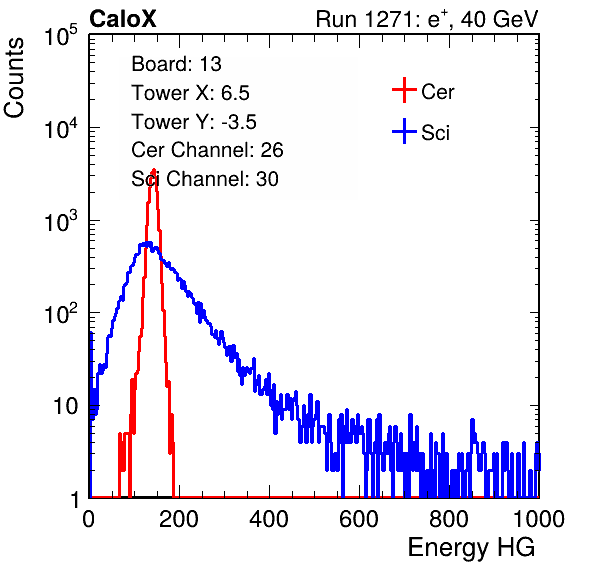 CaloX Run 1271: e⁺, 40 GeV
Board: 13
Tower X: 6.5
Tower Y: -3.5
Cer Channel: 26
Sci Channel: 30
Cer
Sci
Counts
10⁵
10⁴
10³
10²
10
1
0 200 400 600 800 1000
Energy HG